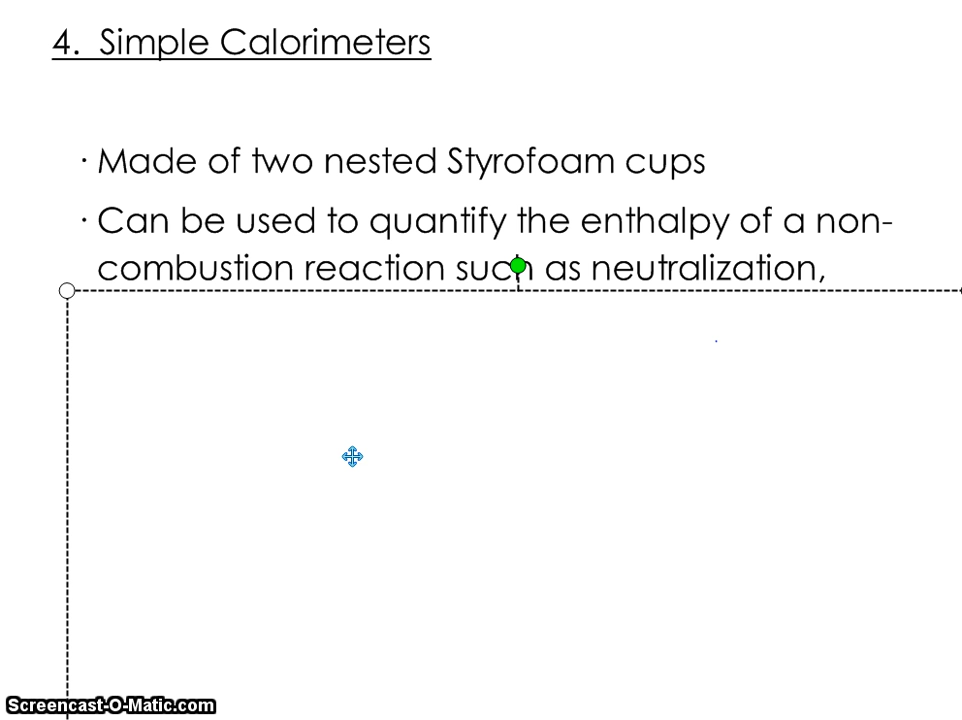 4. Simple Calorimeters
· Made of two nested Styrofoam cups
· Can be used to quantify the enthalpy of a non-
combustion reaction such as neutralization,
Screencast-O-Matic.com